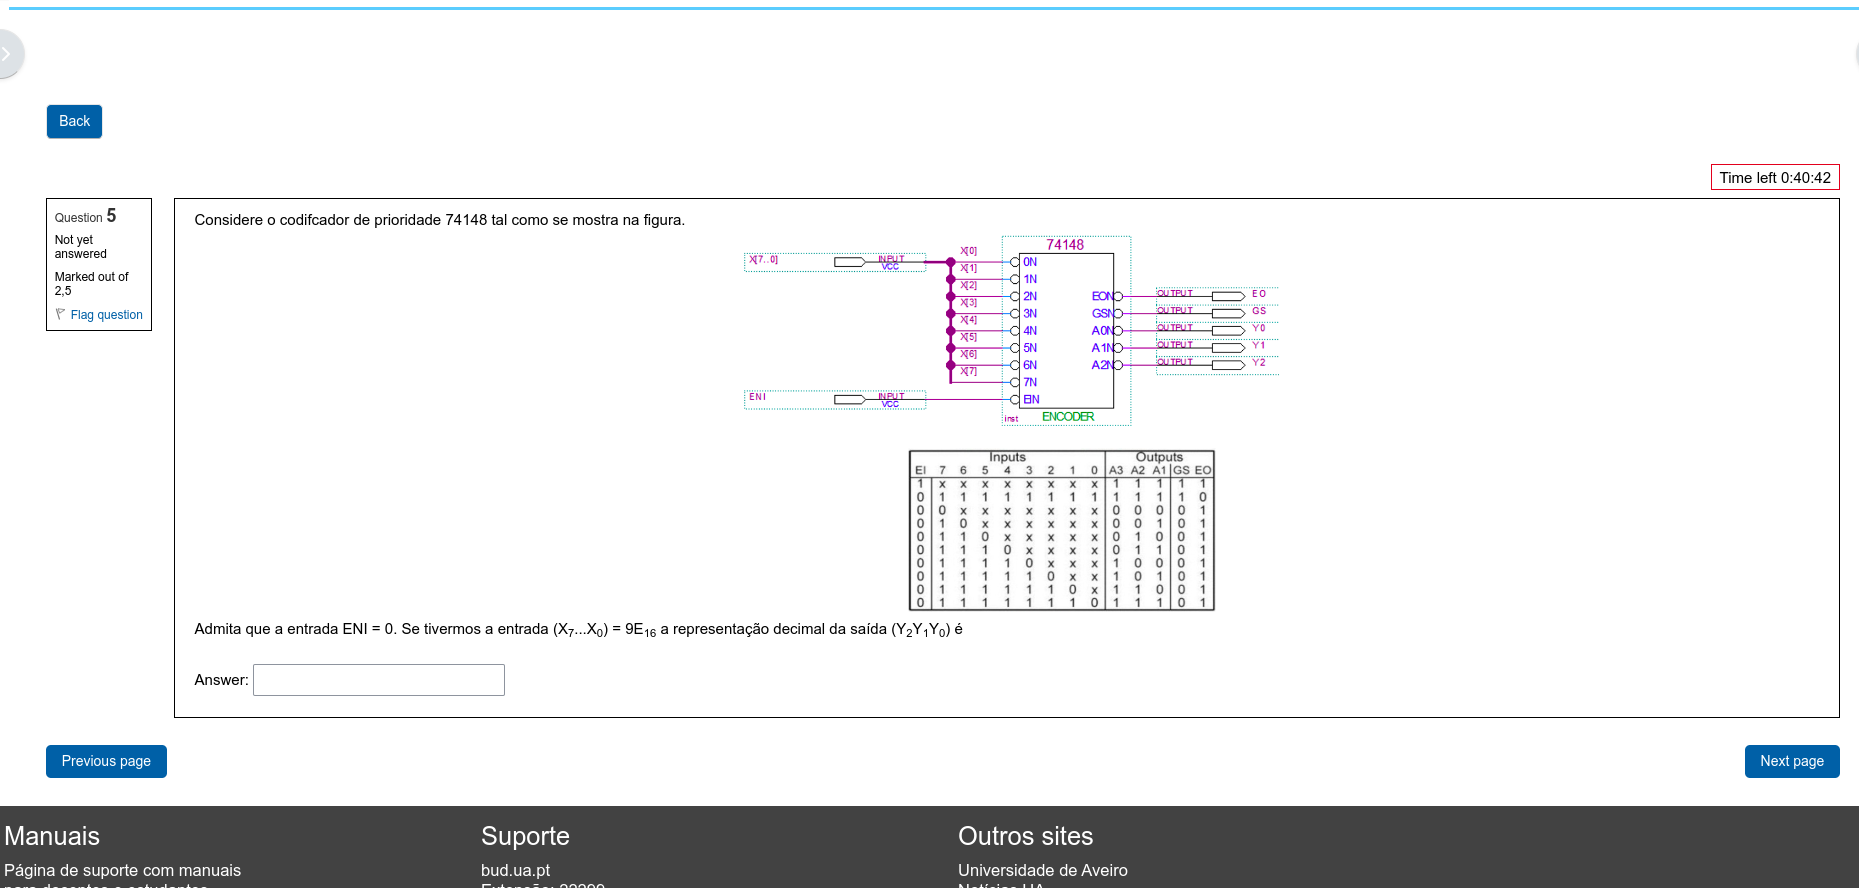 Back
Time left 0:40:42
Question 5
Not yet
answered
Marked out of
2,5
Flag question
Considere o codifcador de prioridade 74148 tal como se mostra na figura.
74148
X[7..0]
INPUT
VCC
X[0]
X[1]
X[2]
X[3]
X[4]
X[5]
X[6]
X[7]
0N
1N
2N
3N
4N
5N
6N
7N
EIN
EON
GSN
A0N
A1N
A2N
OUTPUT
EO
OUTPUT
GS
OUTPUT
Y0
OUTPUT
Y1
OUTPUT
Y2
ENI
INPUT
VCC
inst
ENCODER
Inputs Outputs
EI 7 6 5 4 3 2 1 0 A3 A2 A1 GS EO
1 x x x x x x x x 1 1 1 1 1
0 1 1 1 1 1 1 1 1 1 1 1 1 0
0 0 x x x x x x x 0 0 0 0 1
0 1 0 x x x x x x 0 0 1 0 1
0 1 1 0 x x x x x 0 1 0 0 1
0 1 1 1 0 x x x x 0 1 1 0 1
0 1 1 1 1 0 x x x 1 0 0 0 1
0 1 1 1 1 1 0 x x 1 0 1 0 1
0 1 1 1 1 1 1 0 x 1 1 0 0 1
0 1 1 1 1 1 1 1 0 1 1 1 0 1
Admita que a entrada ENI = 0. Se tivermos a entrada (X7...X0) = 9E16 a representação decimal da saída (Y2Y1Y0) é
Answer:
Previous page
Next page
Manuais
Suporte
Outros sites
Página de suporte com manuais
bud.ua.pt
Universidade de Aveiro